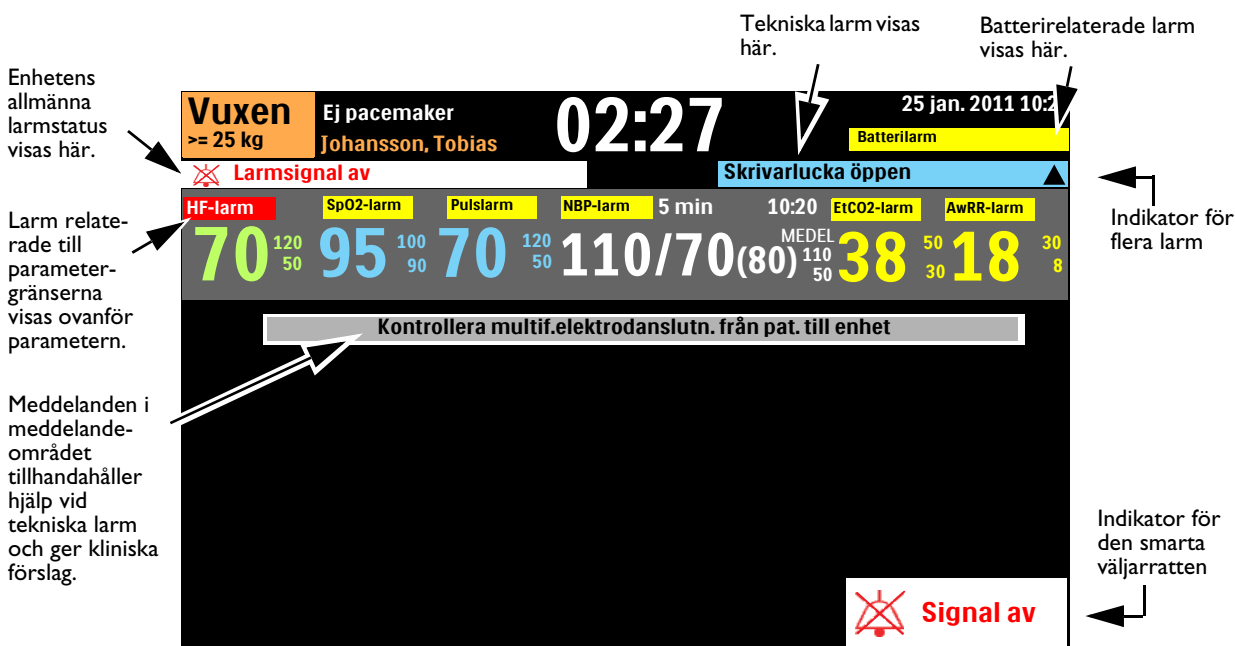 Tekniska larm visas
här.
Batterirelaterade larm
visas här.
Enhetens
allmänna
larmstatus
visas här.
Vuxen
>= 25 kg
Ej pacemaker
Johansson, Tobias
02:27
25 jan. 2011 10:2
Batterilarm
Larmsignal av
Skrivarlucka öppen
Larm relate-
rade till
parameter-
gränserna
visas ovanför
parametern.
HF-larm
SpO2-larm
Pulslarm
NBP-larm
5 min
10:20
EtCO2-larm
AwRR-larm
70
120
50
95
100
90
70
120
50
110/70(80)
MEDEL
110
50
38
50
30
18
30
8
Indikator för
flera larm
Kontrollera multif.elektrodanslutn. från pat. till enhet
Meddelanden i
meddelande-
området
tillhandahåller
hjälp vid
tekniska larm
och ger kliniska
förslag.
Indikator för
den smarta
väljarratten
Signal av